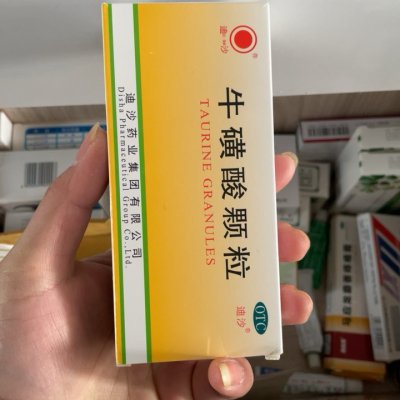 迪沙
®
牛磺酸颗粒
TAURINE GRANULES
OTC
迪沙
迪沙药业集团有限公司
Disha Pharmaceutical Group Co.,Ltd.